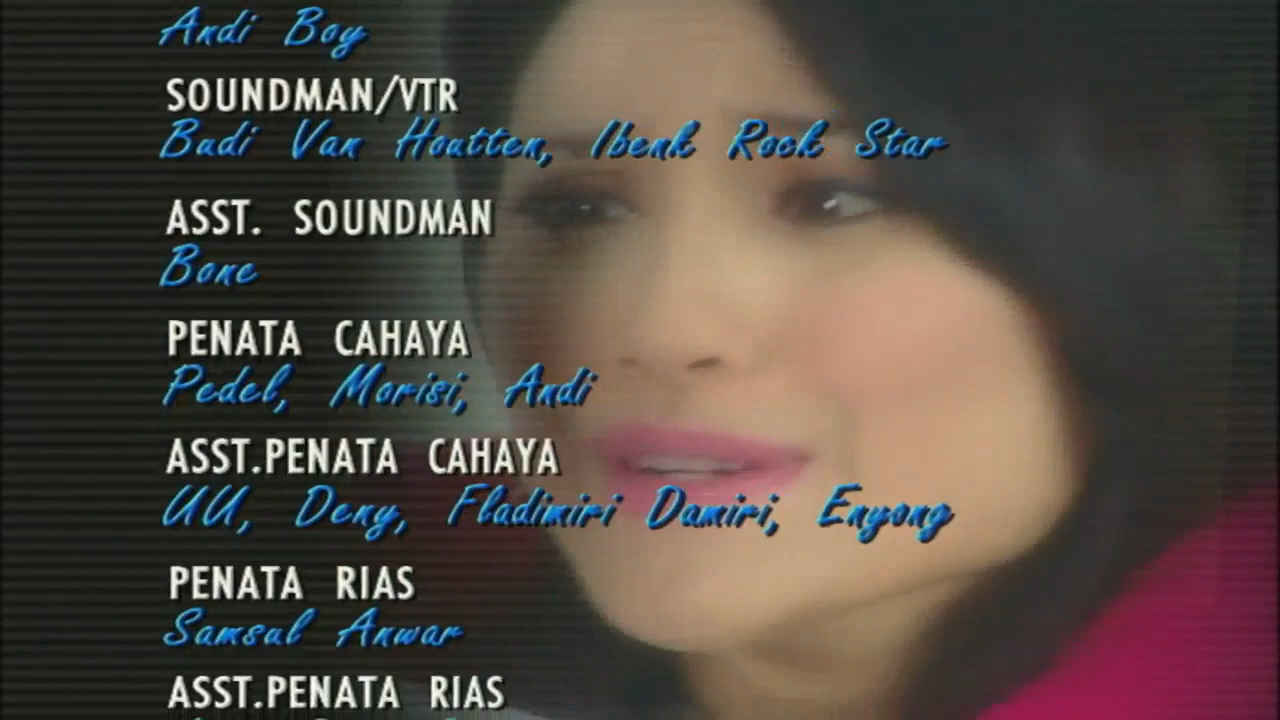 Andi Boy
SOUNDMAN/VTR
Budi Van Houtten, Ibenk Rock Star
ASST. SOUNDMAN
Bone
PENATA CAHAYA
Pedel, Morisi, Andi
ASST.PENATA CAHAYA
UU, Deny, Fladimiri Damiri, Enyong
PENATA RIAS
Samsul Anwar
ASST.PENATA RIAS